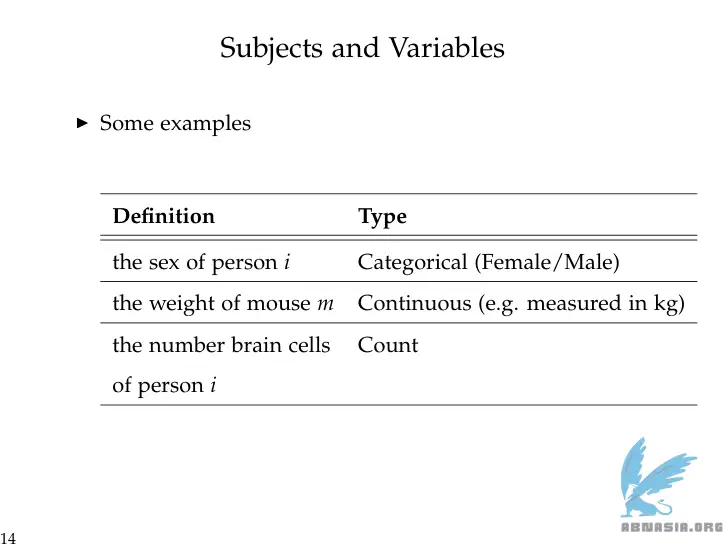 Subjects and Variables
▶ Some examples
Definition Type
the sex of person i Categorical (Female/Male)
the weight of mouse m Continuous (e.g. measured in kg)
the number brain cells Count
of person i
ABNASIA.ORG
14